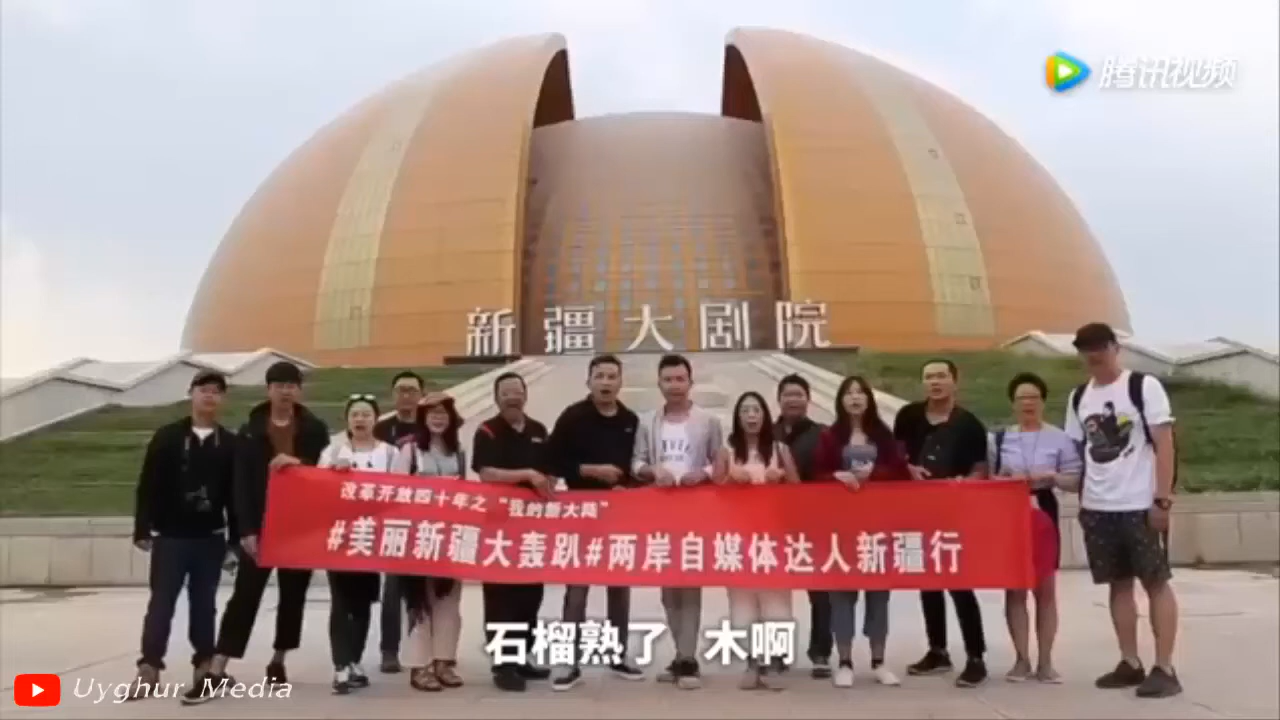 腾讯视频
新疆大剧院
改革开放四十年之“我的新大陆”
#美丽新疆大轰趴#两岸自媒体达人新疆行
石榴熟了 木啊
Uyghur Media